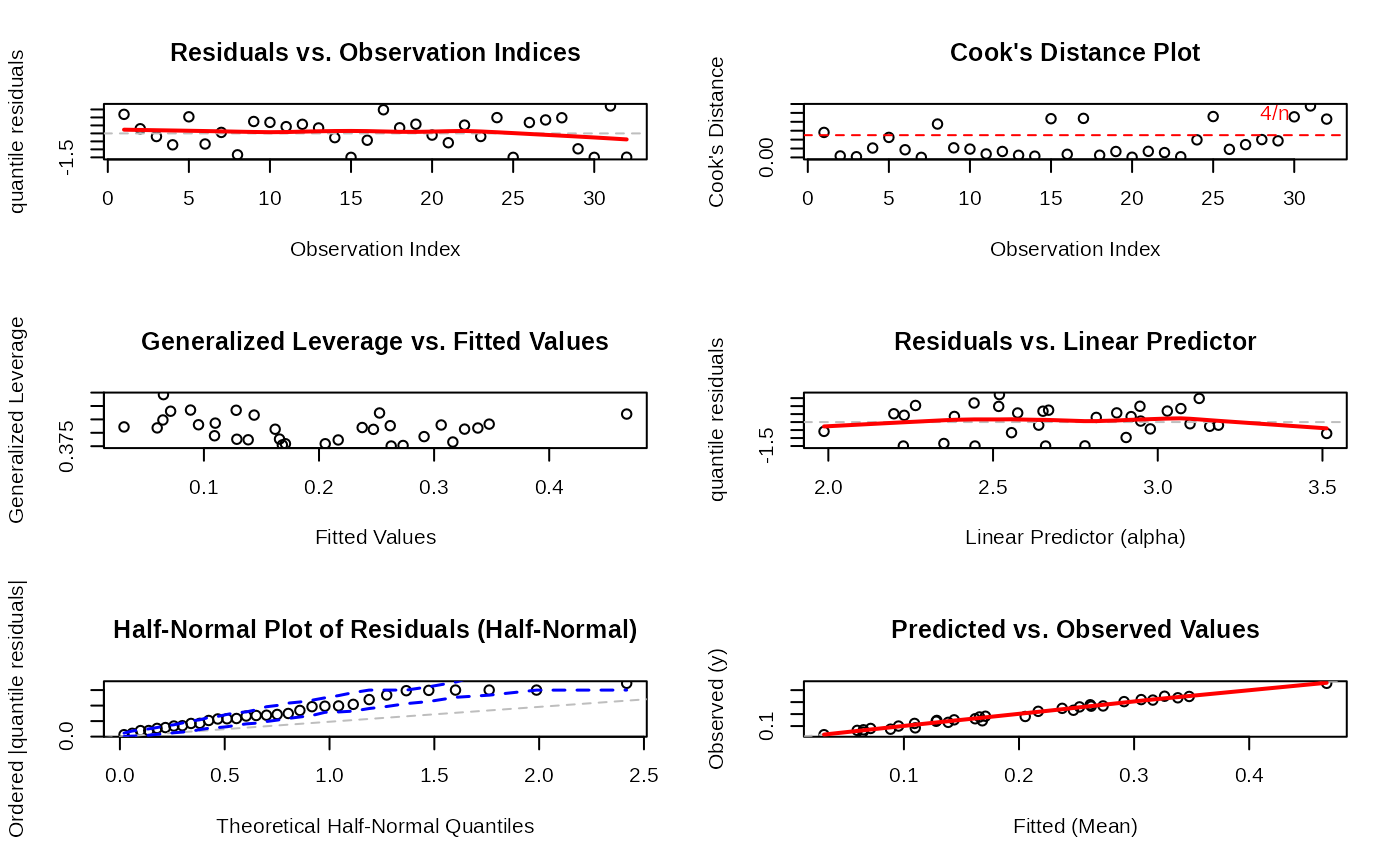 Residuals vs. Observation Indices
quantile residuals
-1.5
0 5 10 15 20 25 30
Observation Index
Cook's Distance Plot
Cook's Distance
0.00
4/n
0 5 10 15 20 25 30
Observation Index
Generalized Leverage vs. Fitted Values
Generalized Leverage
0.375
0.1 0.2 0.3 0.4
Fitted Values
Residuals vs. Linear Predictor
quantile residuals
-1.5
2.0 2.5 3.0 3.5
Linear Predictor (alpha)
Half-Normal Plot of Residuals (Half-Normal)
Ordered |quantile residuals|
0.0
0.0 0.5 1.0 1.5 2.0 2.5
Theoretical Half-Normal Quantiles
Predicted vs. Observed Values
Observed (y)
0.1
0.1 0.2 0.3 0.4
Fitted (Mean)